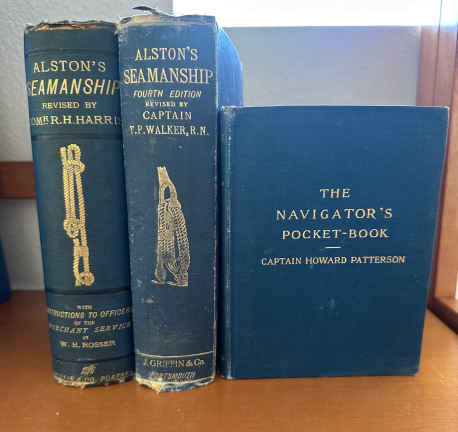 ALSTON'S
SEAMANSHIP
REVISED BY
COMR. R.H. HARRIS
WITH
INSTRUCTIONS TO OFFICERS
OF THE
MERCHANT SERVICE
BY
W. H. ROSSER
ALSTON'S
SEAMANSHIP
FOURTH EDITION
REVISED BY
CAPTAIN
T.P. WALKER, R.N.
J. GRIFFIN & Co.
PORTSMOUTH
THE
NAVIGATOR'S
POCKET-BOOK
CAPTAIN HOWARD PATTERSON